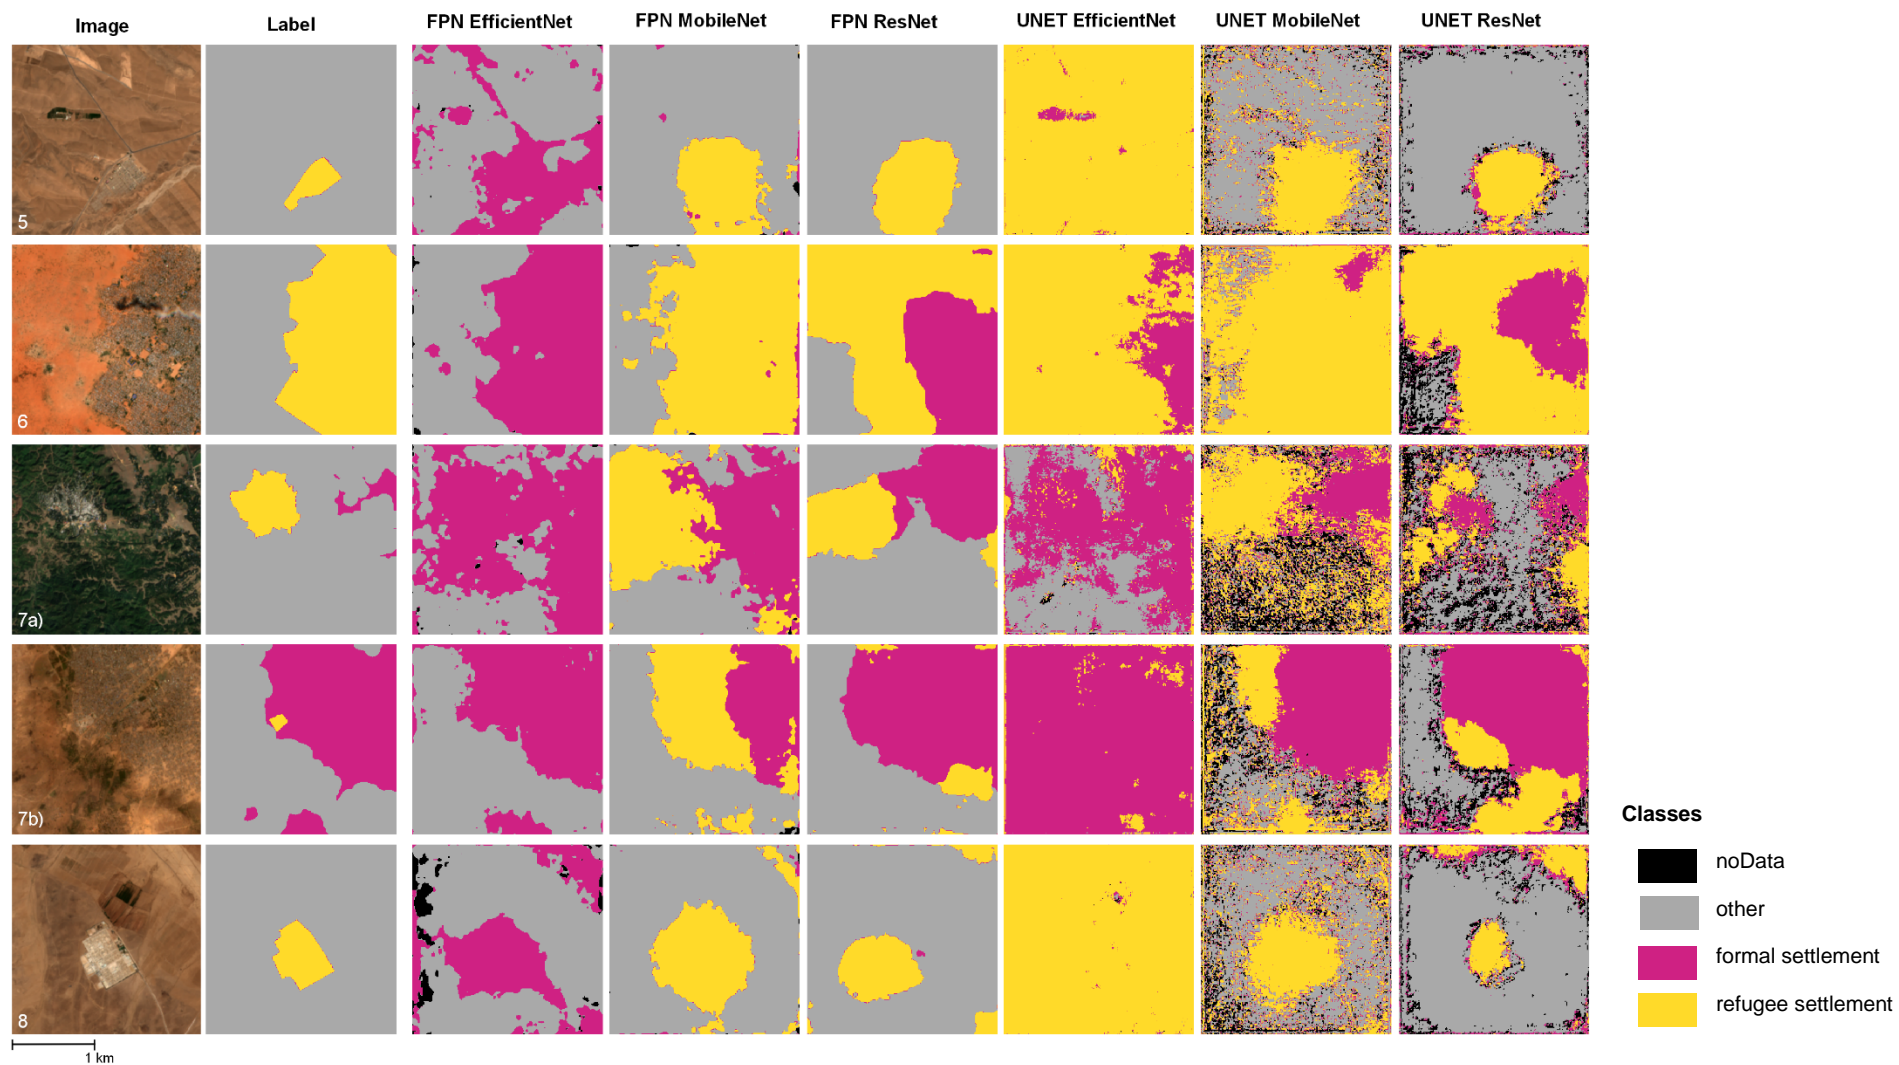 Image Label FPN EfficientNet FPN MobileNet FPN ResNet UNET EfficientNet UNET MobileNet UNET ResNet
5
6
7a)
7b)
8
1 km
Classes
noData
other
formal settlement
refugee settlement